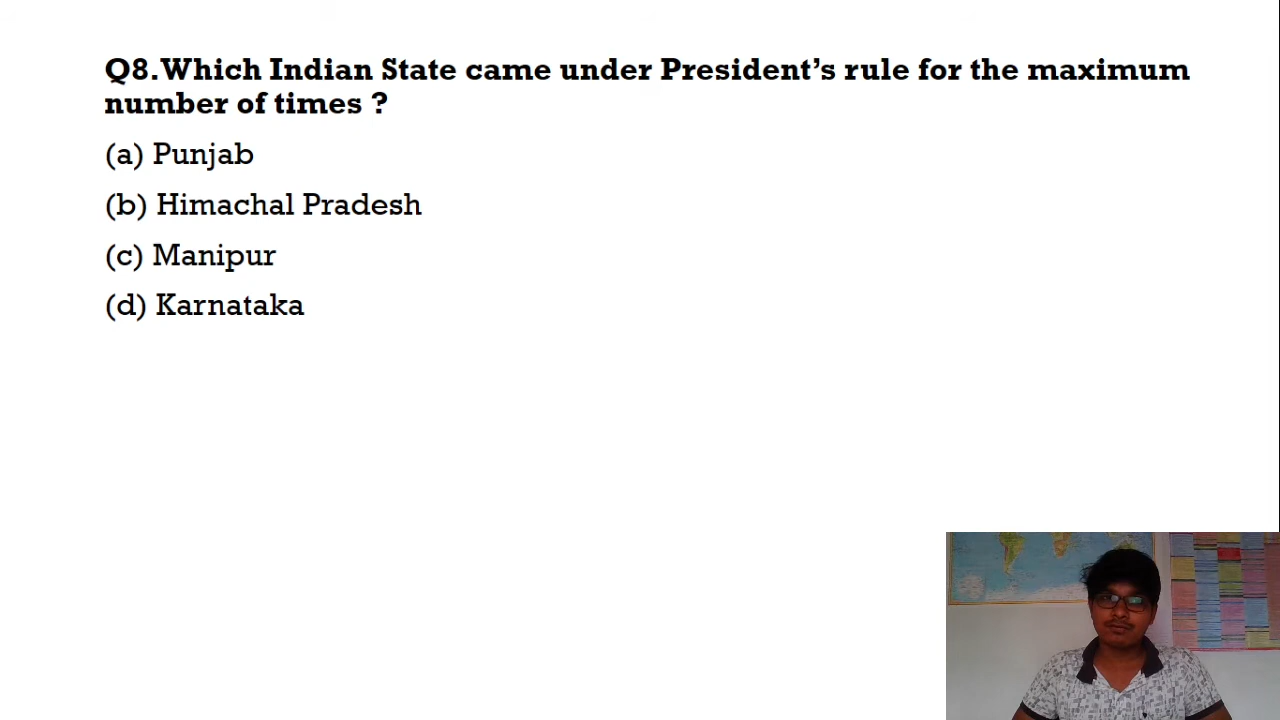 Q8.Which Indian State came under President’s rule for the maximum
number of times ?
(a) Punjab
(b) Himachal Pradesh
(c) Manipur
(d) Karnataka